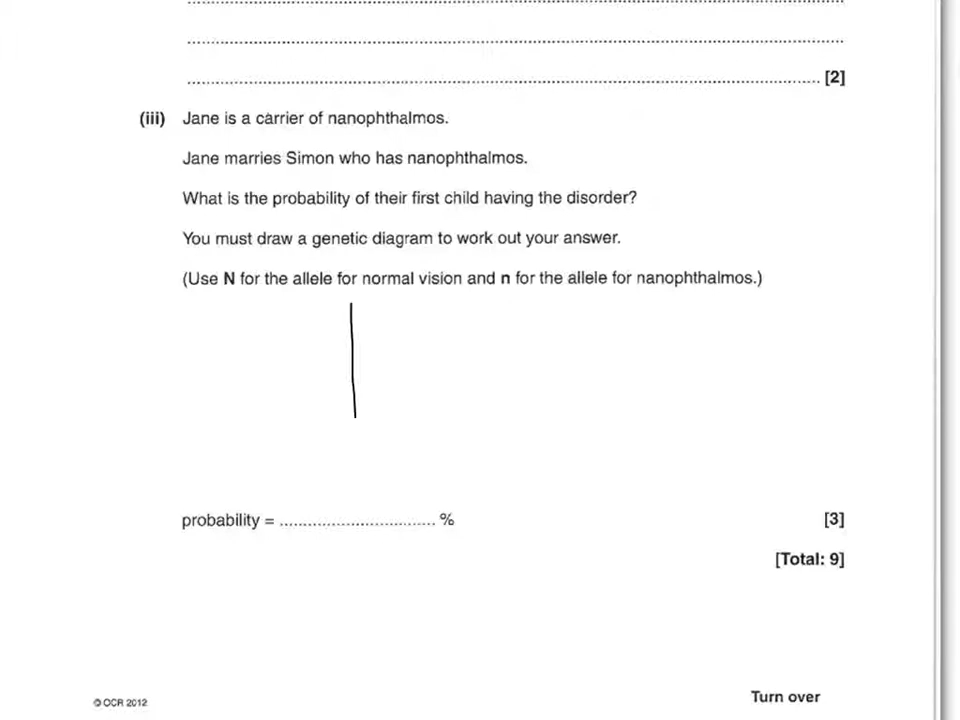 [2]
(iii) Jane is a carrier of nanophthalmos.
Jane marries Simon who has nanophthalmos.
What is the probability of their first child having the disorder?
You must draw a genetic diagram to work out your answer.
(Use N for the allele for normal vision and n for the allele for nanophthalmos.)
probability = .................................. % [3]
[Total: 9]
© OCR 2012
Turn over